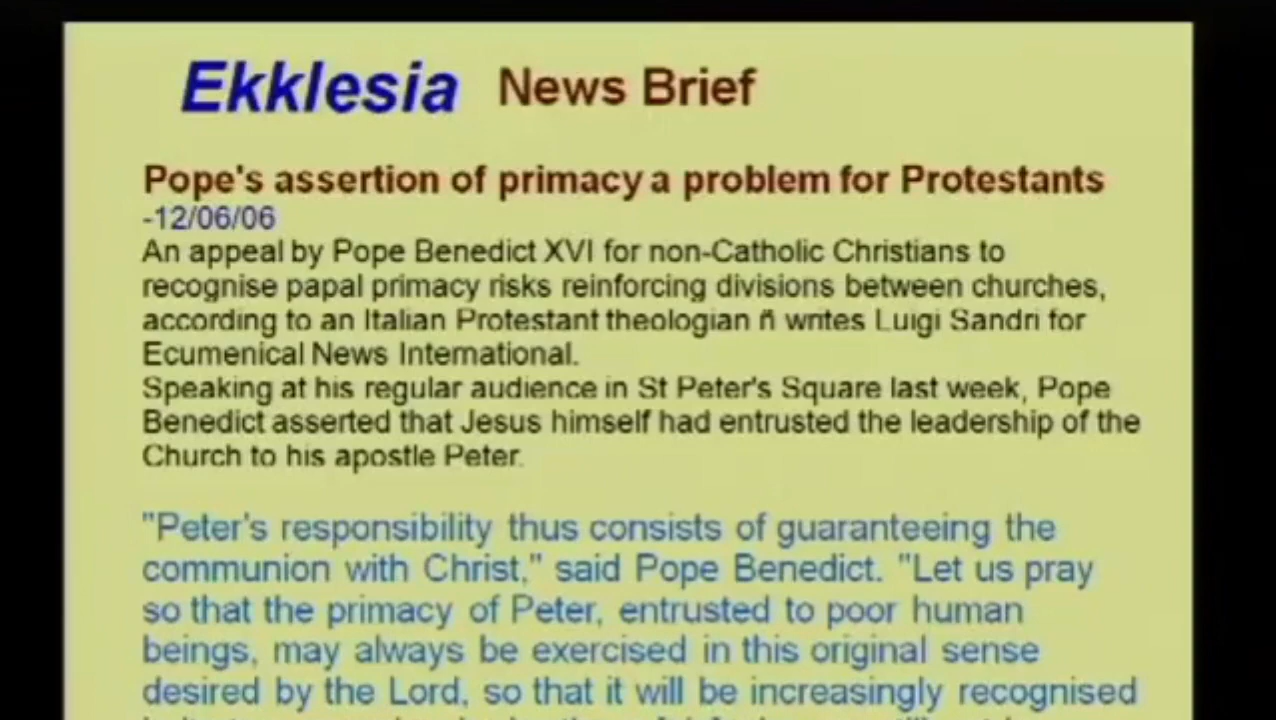 Ekklesia News Brief
Pope's assertion of primacy a problem for Protestants
-12/06/06
An appeal by Pope Benedict XVI for non-Catholic Christians to
recognise papal primacy risks reinforcing divisions between churches,
according to an Italian Protestant theologian ñ writes Luigi Sandri for
Ecumenical News International.
Speaking at his regular audience in St Peter's Square last week, Pope
Benedict asserted that Jesus himself had entrusted the leadership of the
Church to his apostle Peter.
"Peter's responsibility thus consists of guaranteeing the
communion with Christ," said Pope Benedict. "Let us pray
so that the primacy of Peter, entrusted to poor human
beings, may always be exercised in this original sense
desired by the Lord, so that it will be increasingly recognised